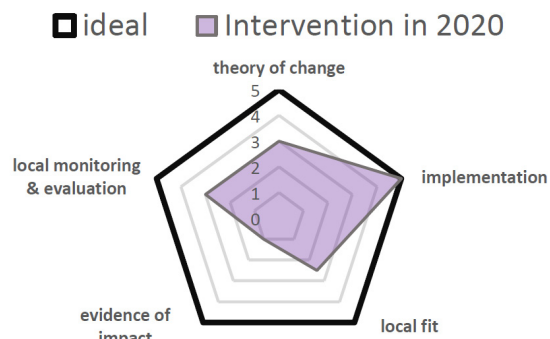 ideal
Intervention in 2020
theory of change
5
4
3
2
1
0
local monitoring
& evaluation
implementation
evidence of
impact
local fit